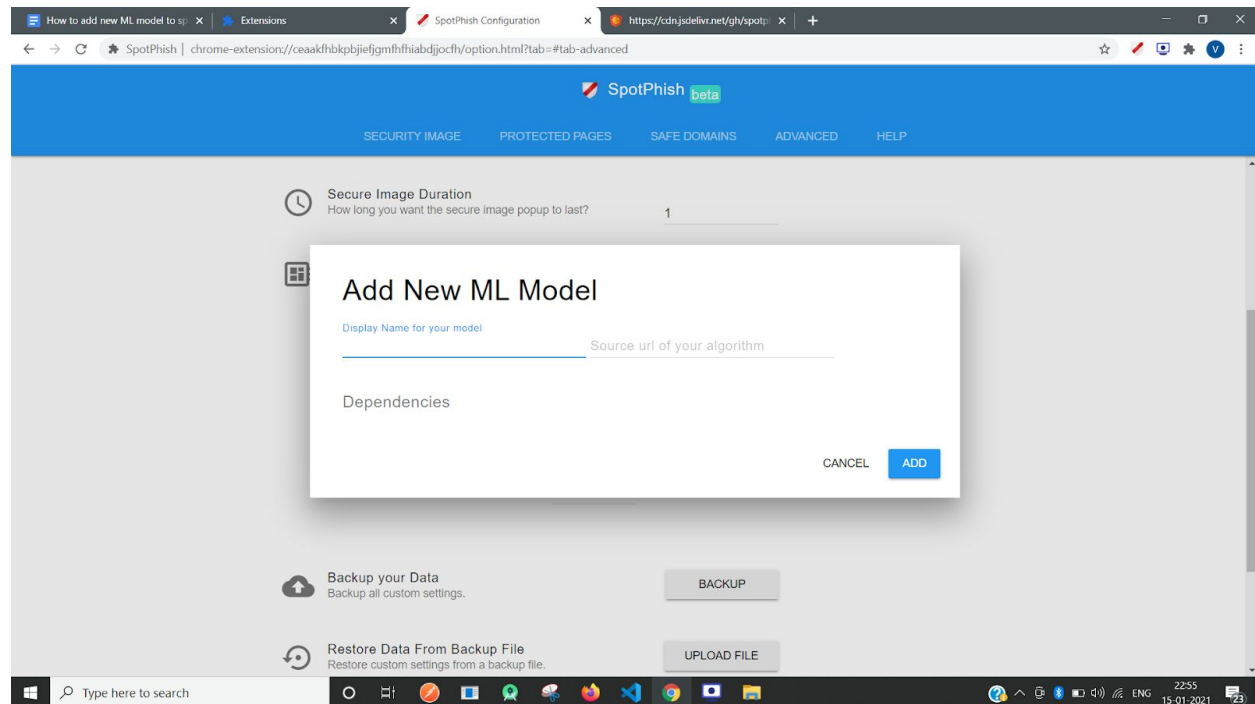 How to add new ML model to sp
Extensions
SpotPhish Configuration
https://cdn.jsdelivr.net/gh/spotpl
SpotPhish | chrome-extension://ceaakfhbkpbjiefjgmfhfhiabdjjocfh/option.html?tab=#tab-advanced
V
SpotPhish beta
SECURITY IMAGE PROTECTED PAGES SAFE DOMAINS ADVANCED HELP
Secure Image Duration
How long you want the secure image popup to last?
1
Add New ML Model
Display Name for your model
Source url of your algorithm
Dependencies
CANCEL ADD
Backup your Data
Backup all custom settings.
BACKUP
Restore Data From Backup File
Restore custom settings from a backup file.
UPLOAD FILE
Type here to search
ENG
22:55
15-01-2021
23